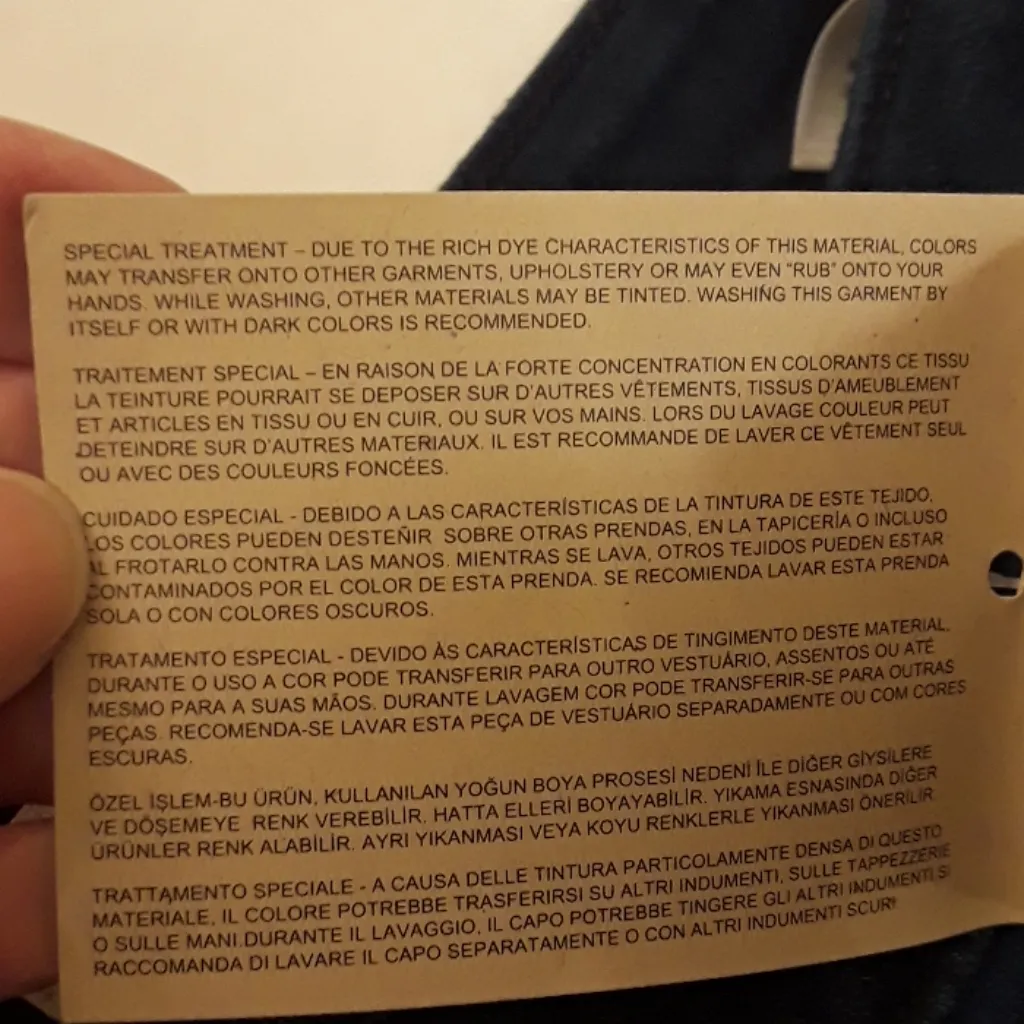 SPECIAL TREATMENT – DUE TO THE RICH DYE CHARACTERISTICS OF THIS MATERIAL, COLORS
MAY TRANSFER ONTO OTHER GARMENTS, UPHOLSTERY OR MAY EVEN "RUB" ONTO YOUR
HANDS. WHILE WASHING, OTHER MATERIALS MAY BE TINTED. WASHING THIS GARMENT BY
ITSELF OR WITH DARK COLORS IS RECOMMENDED.
TRAITEMENT SPECIAL – EN RAISON DE LA FORTE CONCENTRATION EN COLORANTS CE TISSU
LA TEINTURE POURRAIT SE DEPOSER SUR D'AUTRES VÊTEMENTS, TISSUS D'AMEUBLEMENT
ET ARTICLES EN TISSU OU EN CUIR, OU SUR VOS MAINS. LORS DU LAVAGE COULEUR PEUT
DETEINDRE SUR D'AUTRES MATERIAUX. IL EST RECOMMANDE DE LAVER CE VÊTEMENT SEUL
OU AVEC DES COULEURS FONCÉES.
CUIDADO ESPECIAL - DEBIDO A LAS CARACTERÍSTICAS DE LA TINTURA DE ESTE TEJIDO,
LOS COLORES PUEDEN DESTEÑIR SOBRE OTRAS PRENDAS, EN LA TAPICERÍA O INCLUSO
AL FROTARLO CONTRA LAS MANOS. MIENTRAS SE LAVA, OTROS TEJIDOS PUEDEN ESTAR
CONTAMINADOS POR EL COLOR DE ESTA PRENDA. SE RECOMIENDA LAVAR ESTA PRENDA
SOLA O CON COLORES OSCUROS.
TRATAMENTO ESPECIAL - DEVIDO ÀS CARACTERÍSTICAS DE TINGIMENTO DESTE MATERIAL,
DURANTE O USO A COR PODE TRANSFERIR PARA OUTRO VESTUÁRIO, ASSENTOS OU ATÉ
MESMO PARA A SUAS MÃOS. DURANTE LAVAGEM COR PODE TRANSFERIR-SE PARA OUTRAS
PEÇAS. RECOMENDA-SE LAVAR ESTA PEÇA DE VESTUÁRIO SEPARADAMENTE OU COM CORES
ESCURAS.
ÖZEL İŞLEM-BU ÜRÜN, KULLANILAN YOĞUN BOYA PROSESİ NEDENİ İLE DİĞER GİYSİLERE
VE DÖŞEMEYE RENK VEREBİLİR. HATTA ELLERİ BOYAYABİLİR. YIKAMA ESNASINDA DİĞER
ÜRÜNLER RENK ALABİLİR. AYRI YIKANMASI VEYA KOYU RENKLERLE YIKANMASI ÖNERİLİR
TRATTAMENTO SPECIALE - A CAUSA DELLE TINTURA PARTICOLAMENTE DENSA DI QUESTO
MATERIALE, IL COLORE POTREBBE TRASFERIRSI SU ALTRI INDUMENTI, SULLE TAPPEZZERIE
O SULLE MANI.DURANTE IL LAVAGGIO, IL CAPO POTREBBE TINGERE GLI ALTRI INDUMENTI.SI
RACCOMANDA DI LAVARE IL CAPO SEPARATAMENTE O CON ALTRI INDUMENTI SCURI